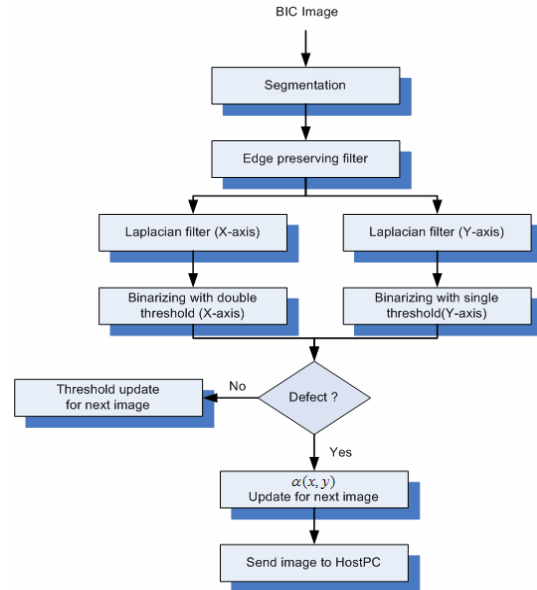 BIC Image
Segmentation
Edge preserving filter
Laplacian filter (X-axis)
Laplacian filter (Y-axis)
Binarizing with double
threshold (X-axis)
Binarizing with single
threshold(Y-axis)
Defect ?
No
Threshold update
for next image
Yes
α(x, y)
Update for next image
Send image to HostPC